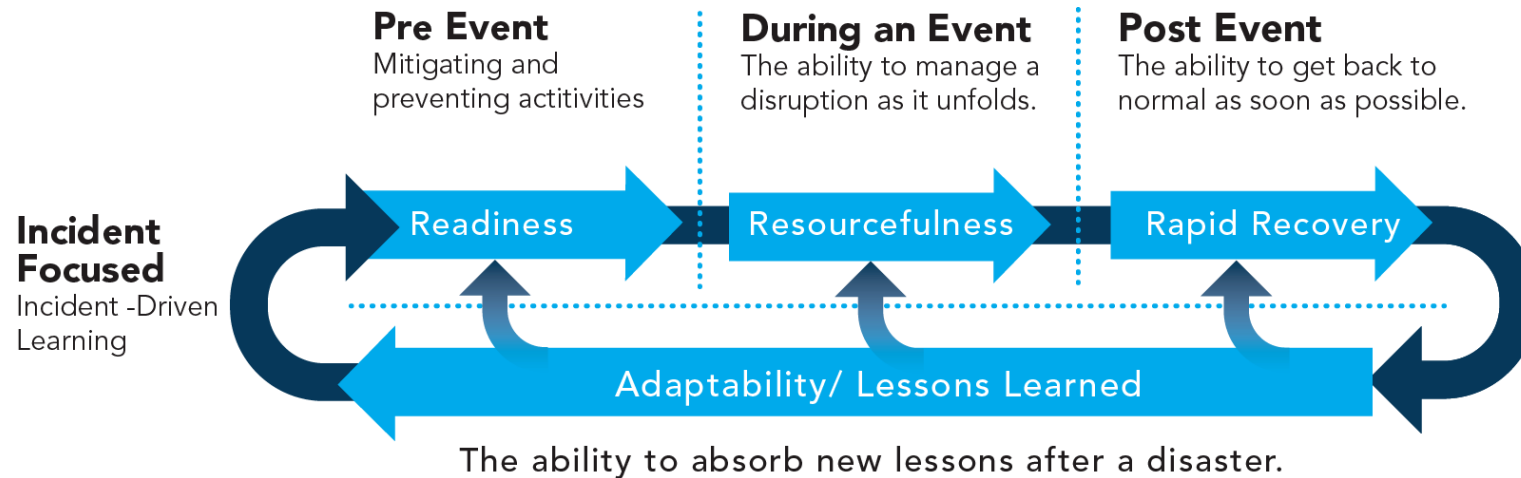 Pre Event
Mitigating and
preventing actitivities
During an Event
The ability to manage a
disruption as it unfolds.
Post Event
The ability to get back to
normal as soon as possible.
Incident
Focused
Incident -Driven
Learning
Readiness
Resourcefulness
Rapid Recovery
Adaptability/ Lessons Learned
The ability to absorb new lessons after a disaster.